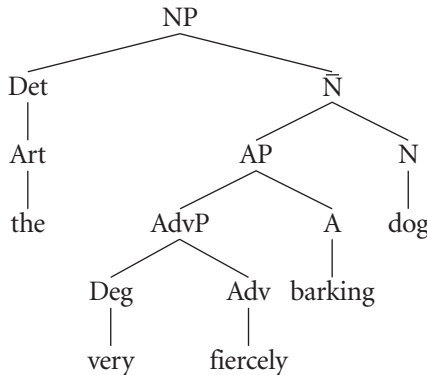 NP
Det N̄
Art AP N
the AdvP A dog
Deg Adv barking
very fiercely